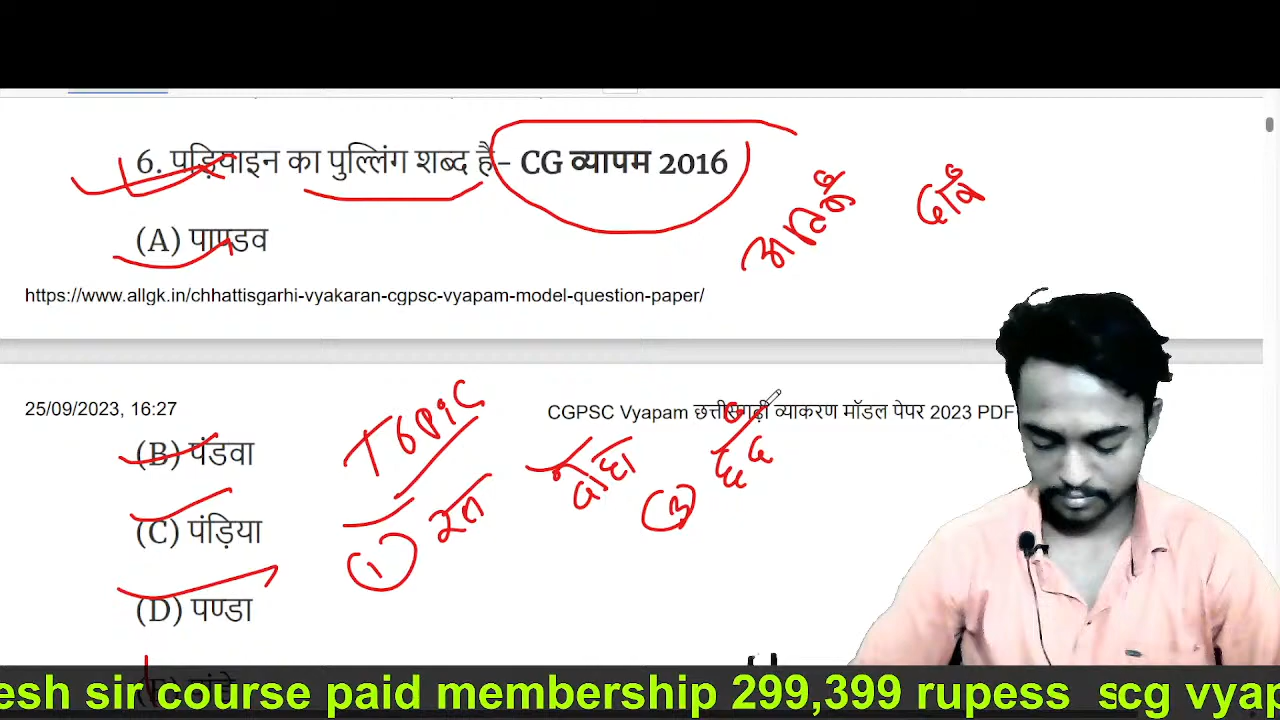 6. पड़ियाइन का पुल्लिंग शब्द है- CG व्यापम 2016
(A) पाण्डव
https://www.allgk.in/chhattisgarhi-vyakaran-cgpsc-vyapam-model-question-paper/
25/09/2023, 16:27
CGPSC Vyapam छत्तीसगढ़ी व्याकरण मॉडल पेपर 2023 PDF
(B) पंडवा
TOPIC
(C) पंड़िया
①
③
(D) पण्डा
esh sir course paid membership 299,399 rupess scg vyap